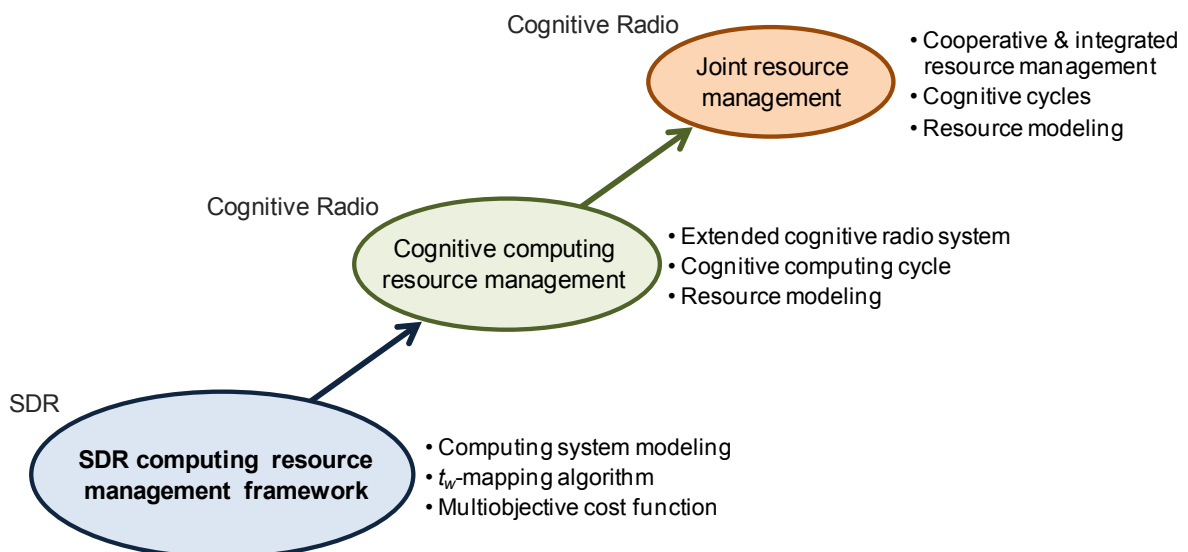 Cognitive Radio
Joint resource
management
• Cooperative & integrated
resource management
• Cognitive cycles
• Resource modeling
Cognitive Radio
Cognitive computing
resource management
• Extended cognitive radio system
• Cognitive computing cycle
• Resource modeling
SDR
SDR computing resource
management framework
• Computing system modeling
• tw-mapping algorithm
• Multiobjective cost function